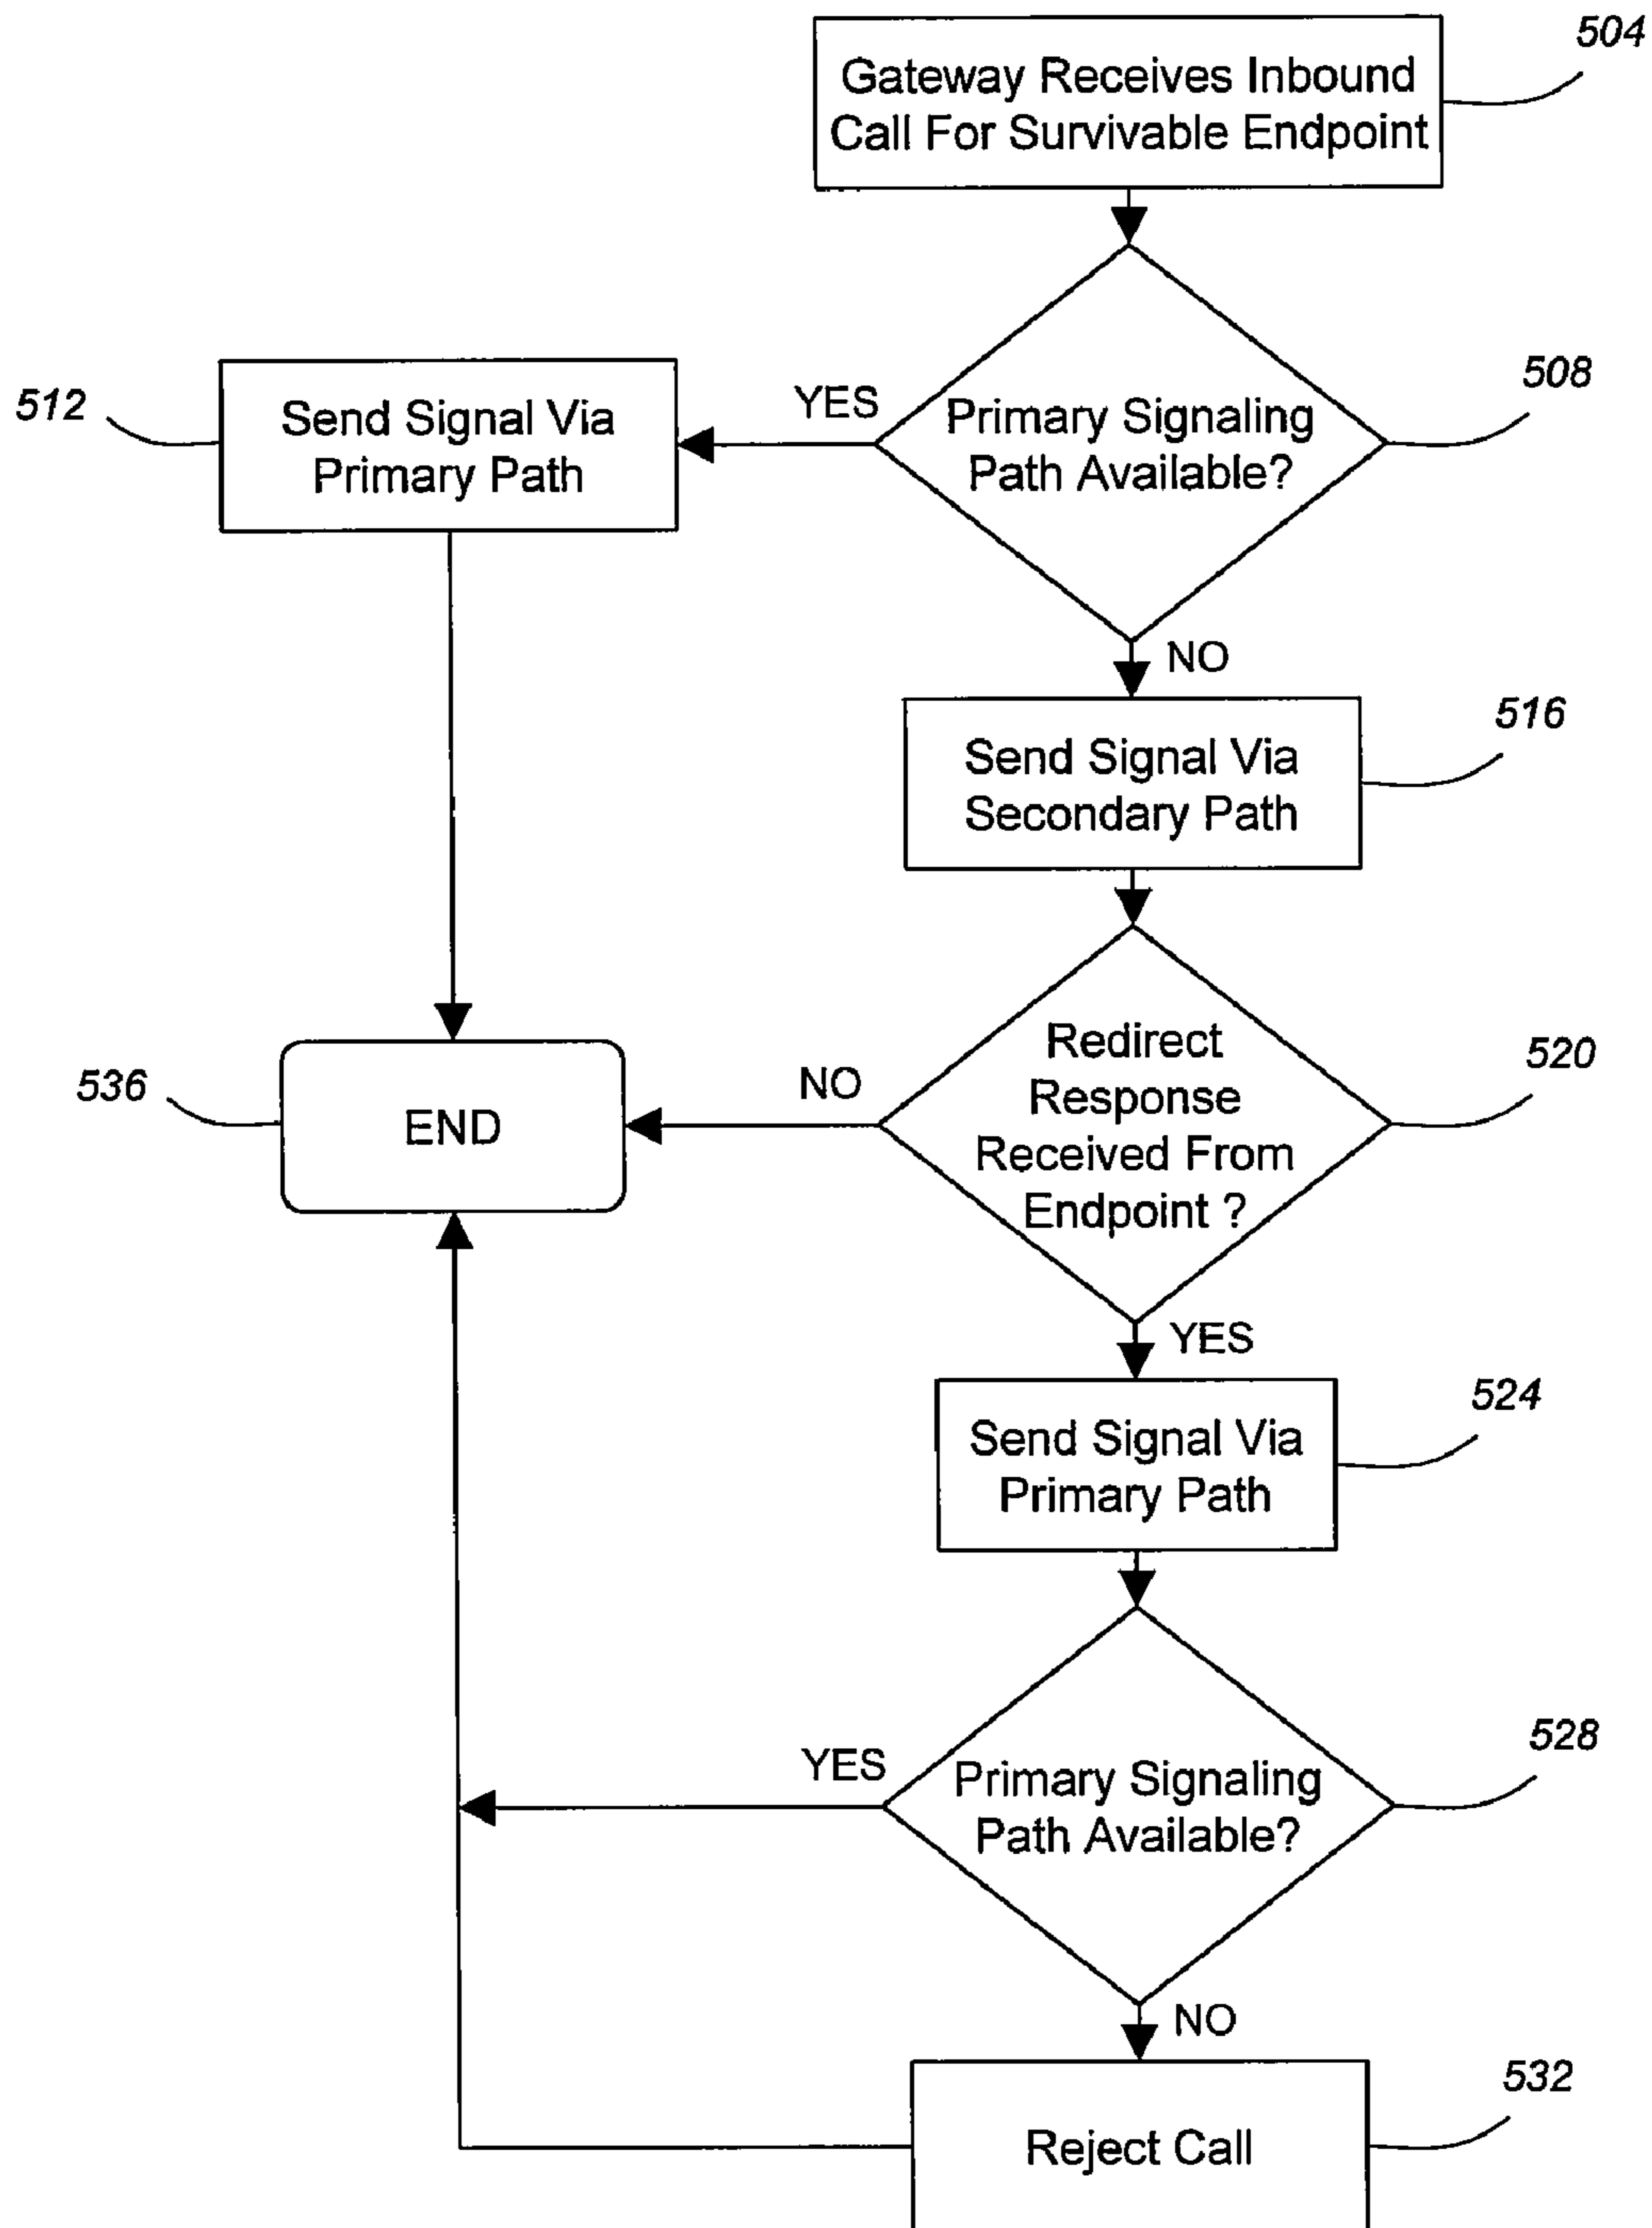 504
Gateway Receives Inbound
Call For Survivable Endpoint
508
Primary Signaling
Path Available?
YES
512
Send Signal Via
Primary Path
NO
516
Send Signal Via
Secondary Path
520
Redirect
Response
Received From
Endpoint ?
NO
536
END
YES
524
Send Signal Via
Primary Path
528
Primary Signaling
Path Available?
YES
NO
532
Reject Call